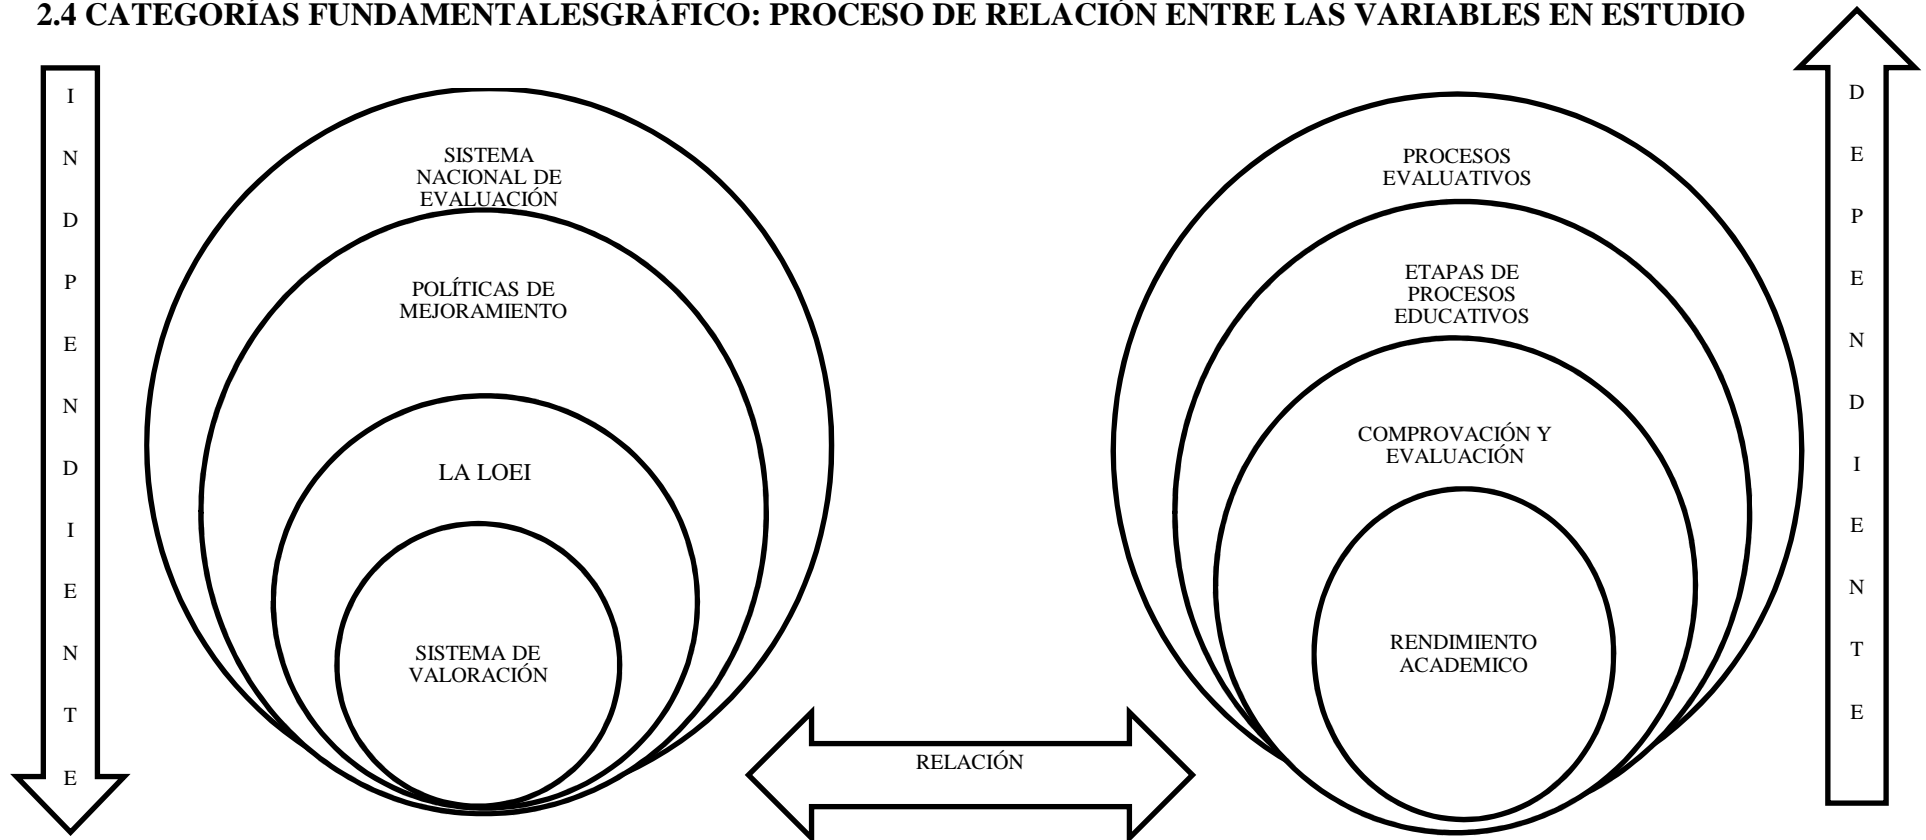 2.4 CATEGORÍAS FUNDAMENTALESGRÁFICO: PROCESO DE RELACIÓN ENTRE LAS VARIABLES EN ESTUDIO
I
N
D
P
E
N
D
I
E
N
T
E
SISTEMA
NACIONAL DE
EVALUACIÓN
POLÍTICAS DE
MEJORAMIENTO
LA LOEI
SISTEMA DE
VALORACIÓN
RELACIÓN
PROCESOS
EVALUATIVOS
ETAPAS DE
PROCESOS
EDUCATIVOS
COMPROVACIÓN Y
EVALUACIÓN
RENDIMIENTO
ACADEMICO
D
E
P
E
N
D
I
E
N
T
E